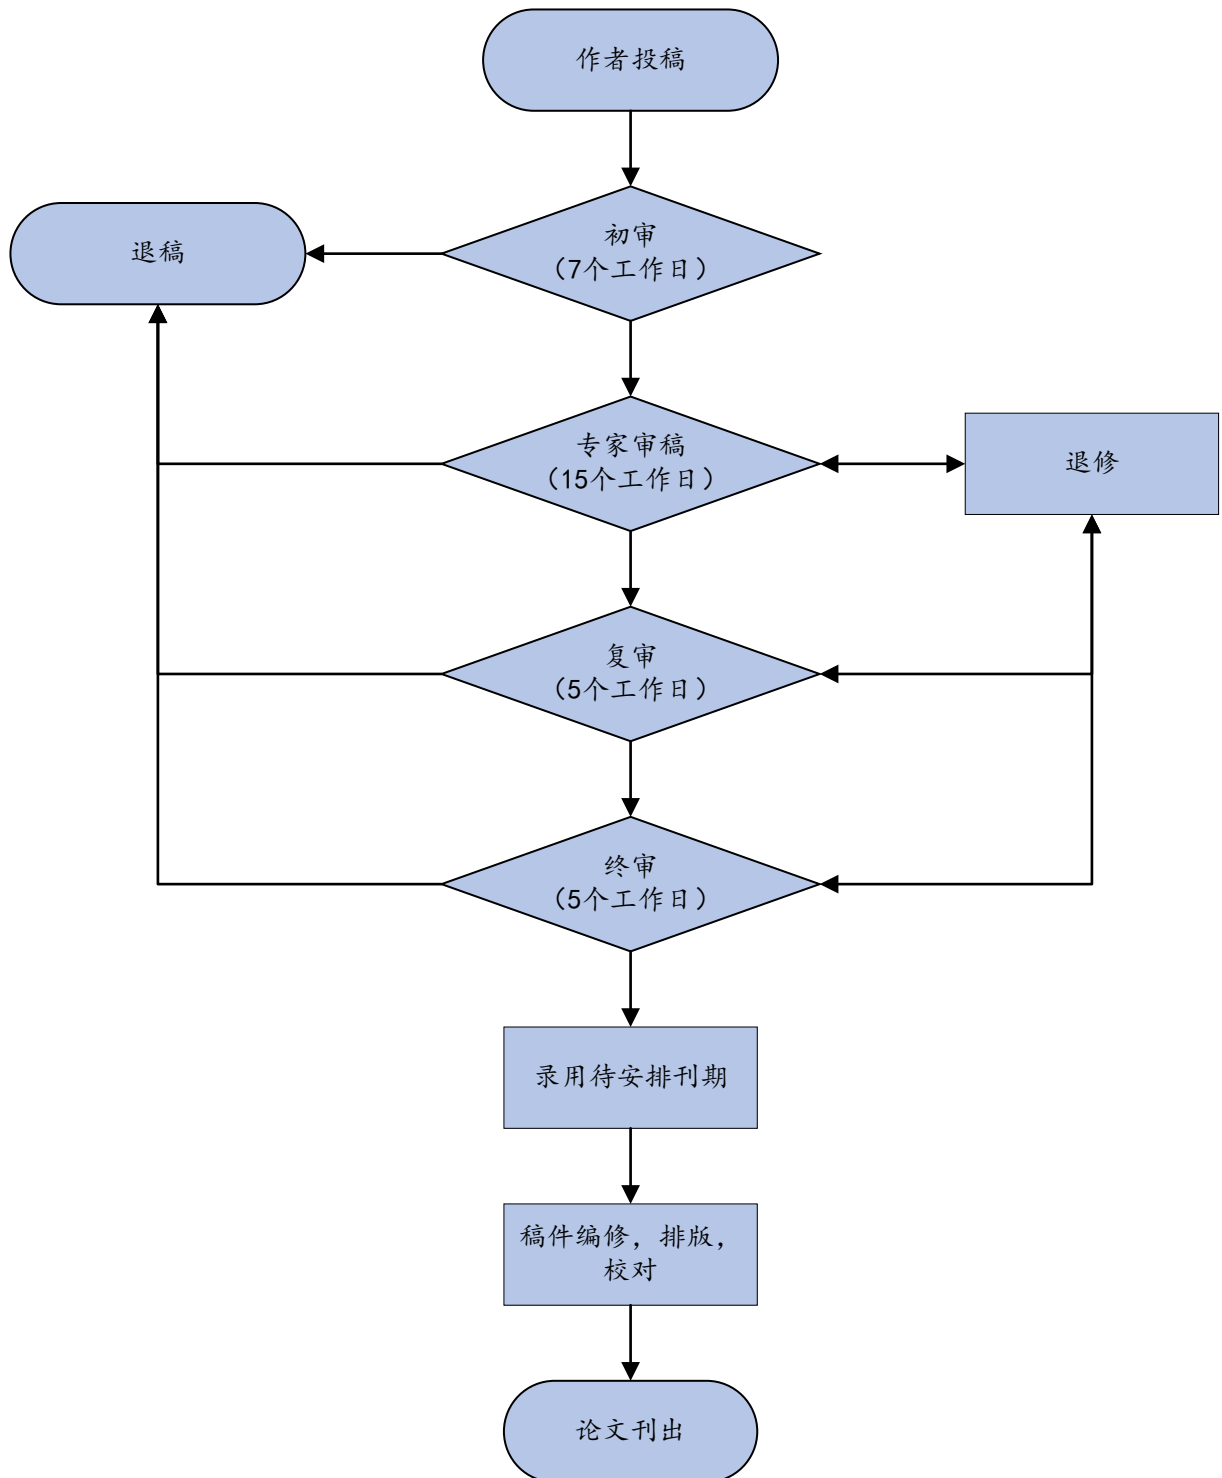 作者投稿
退稿
初审
（7个工作日）
专家审稿
（15个工作日）
退修
复审
（5个工作日）
终审
（5个工作日）
录用待安排刊期
稿件编修，排版，
校对
论文刊出